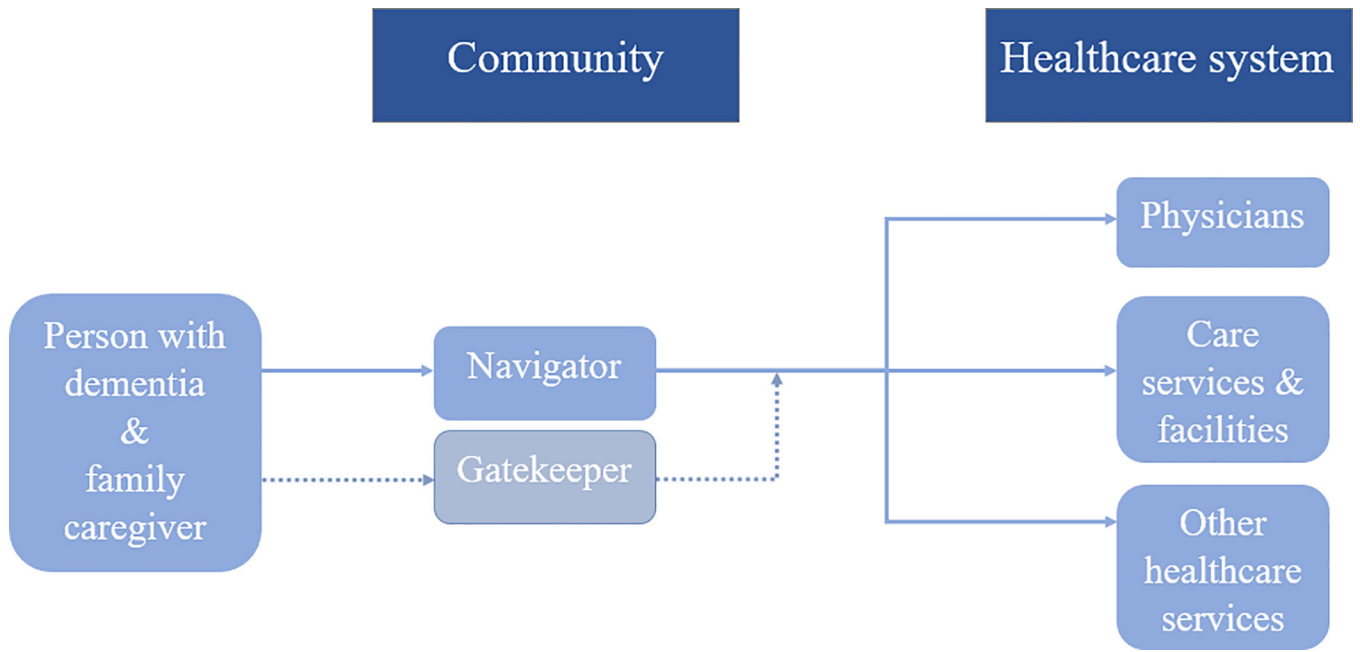 Community
Healthcare system
Person with
dementia
&
family
caregiver
Navigator
Gatekeeper
Physicians
Care
services &
facilities
Other
healthcare
services